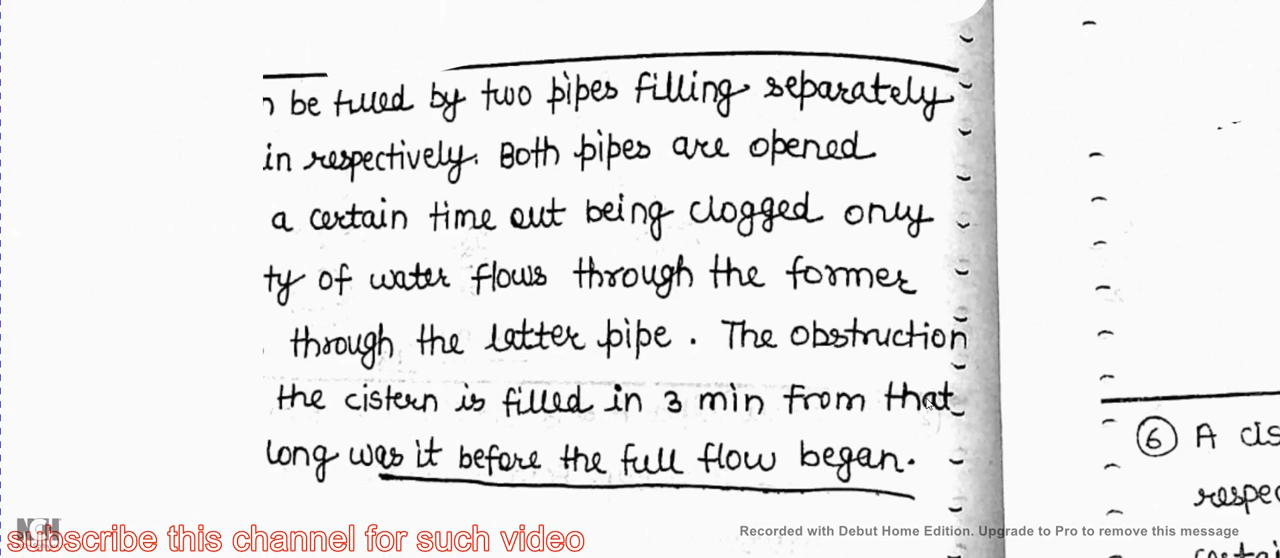 be filled by two pipes filling separately
in respectively. Both pipes are opened
a certain time out being clogged only
ty of water flows through the former
through the latter pipe. The obstruction
the cistern is filled in 3 min from that
long was it before the full flow began.
6 A cis
respec
subscribe this channel for such video
Recorded with Debut Home Edition. Upgrade to Pro to remove this message